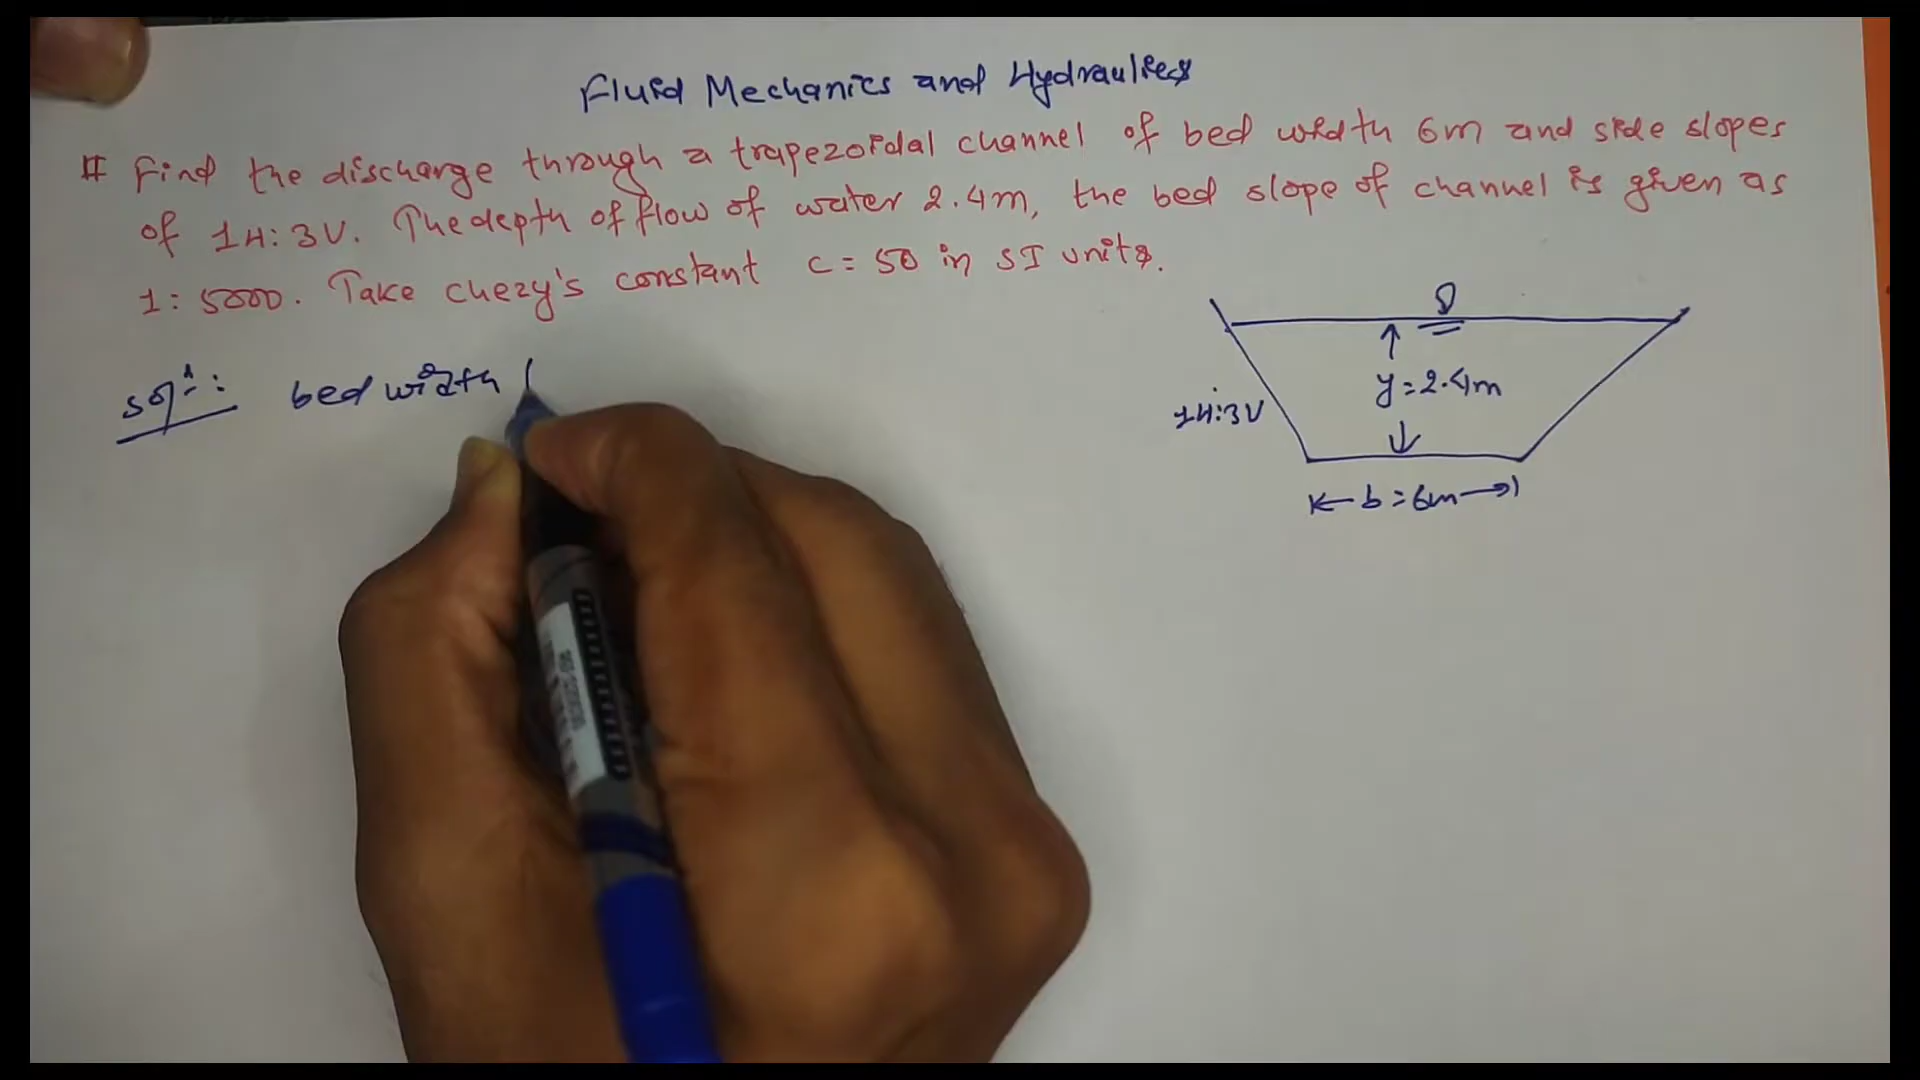 Fluid Mechanics and Hydraulics
# Find the discharge through a trapezoidal channel of bed width 6m and side slopes
of 1H:3V. The depth of flow of water 2.4m, the bed slope of channel is given as
1:5000. Take chezy's constant C = 50 in SI units.
solⁿ: bed width (
1H:3V
y=2.4m
b=6m